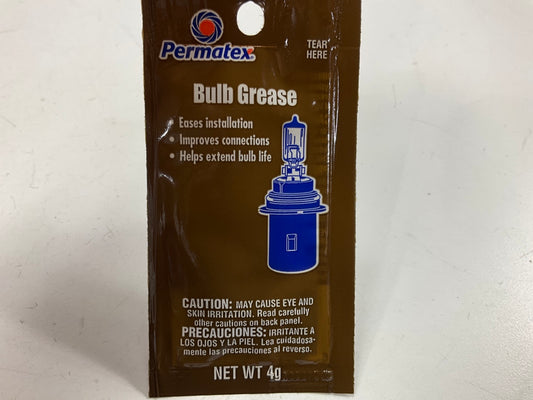 Permatex®
TEAR
HERE
Bulb Grease
• Eases installation
• Improves connections
• Helps extend bulb life
CAUTION: MAY CAUSE EYE AND
SKIN IRRITATION. Read carefully
other cautions on back panel.
PRECAUCIONES: IRRITANTE A
LOS OJOS Y LA PIEL. Lea cuidadosa-
mente las precauciones al reverso.
NET WT 4g